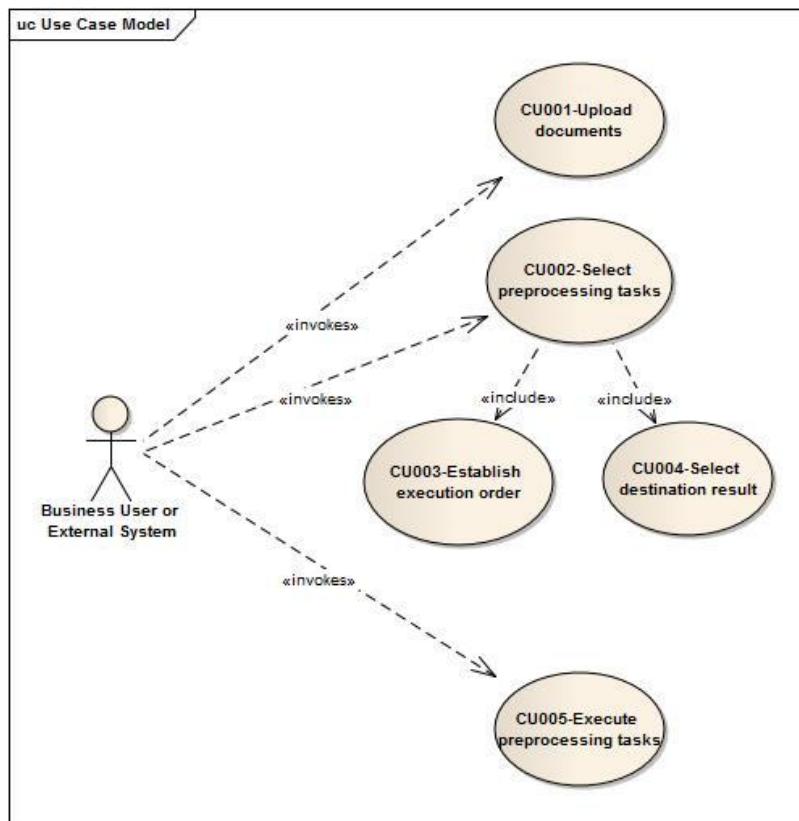 uc Use Case Model
CU001-Upload
documents
CU002-Select
preprocessing tasks
«invokes»
«invokes»
«include»
«include»
CU003-Establish
execution order
CU004-Select
destination result
Business User or
External System
«invokes»
CU005-Execute
preprocessing tasks